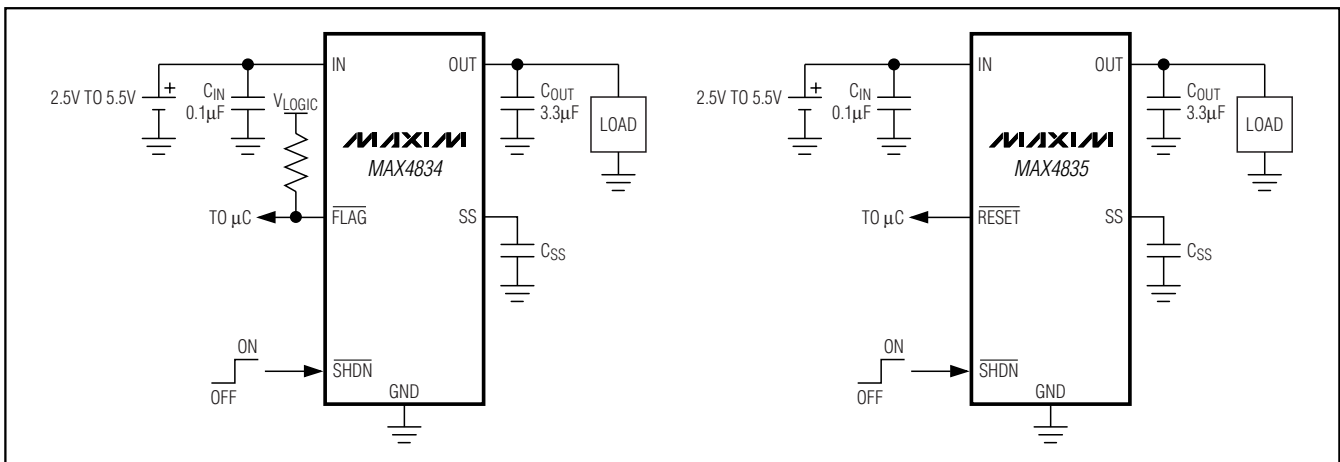 IN
OUT
2.5V TO 5.5V
+
CIN
0.1µF
VLOGIC
COUT
3.3µF
LOAD
MAXIM
MAX4834
TO µC
FLAG
SS
CSS
ON
OFF
SHDN
GND
IN
OUT
2.5V TO 5.5V
+
CIN
0.1µF
COUT
3.3µF
LOAD
MAXIM
MAX4835
TO µC
RESET
SS
CSS
ON
OFF
SHDN
GND